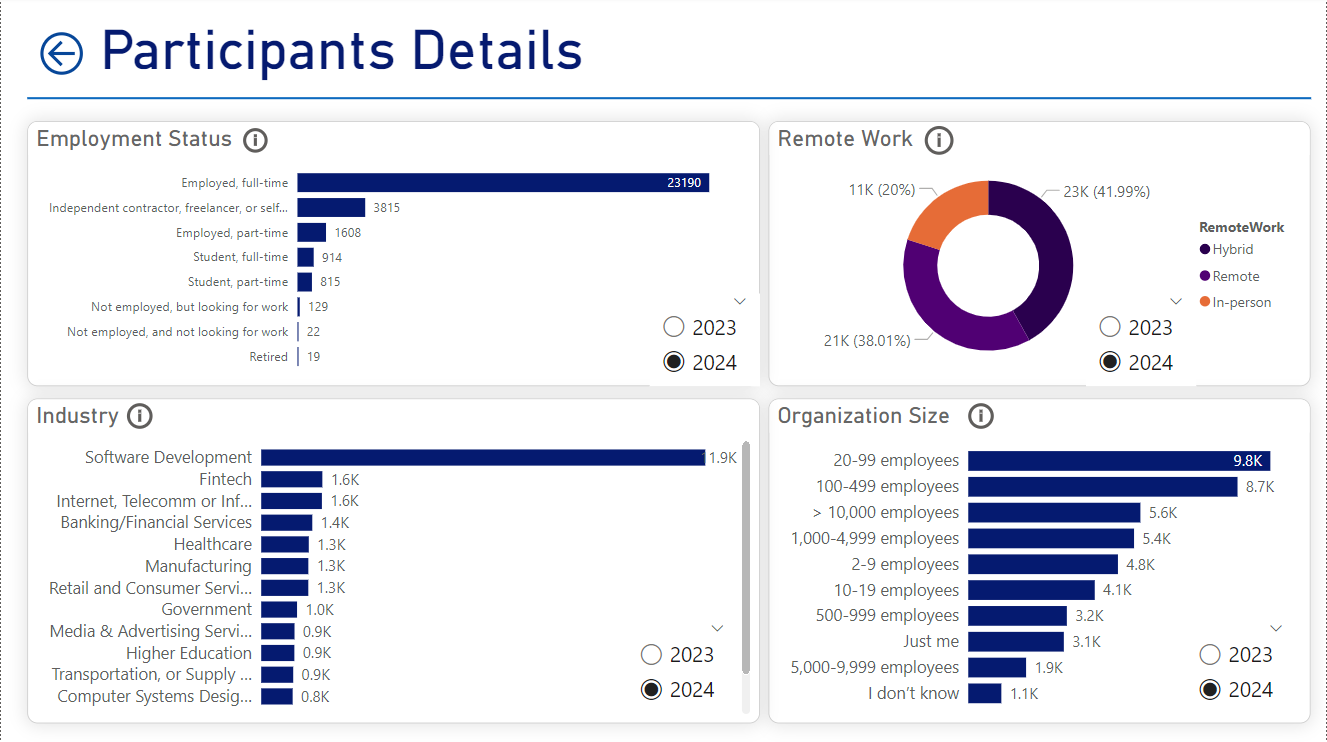 Participants Details
Employment Status
Employed, full-time 23190
Independent contractor, freelancer, or self... 3815
Employed, part-time 1608
Student, full-time 914
Student, part-time 815
Not employed, but looking for work 129
Not employed, and not looking for work 22
Retired 19
2023
2024
Remote Work
11K (20%)
23K (41.99%)
21K (38.01%)
RemoteWork
Hybrid
Remote
In-person
2023
2024
Industry
Software Development 11.9K
Fintech 1.6K
Internet, Telecomm or Inf... 1.6K
Banking/Financial Services 1.4K
Healthcare 1.3K
Manufacturing 1.3K
Retail and Consumer Servi... 1.3K
Government 1.0K
Media & Advertising Servi... 0.9K
Higher Education 0.9K
Transportation, or Supply ... 0.9K
Computer Systems Desig... 0.8K
2023
2024
Organization Size
20-99 employees 9.8K
100-499 employees 8.7K
> 10,000 employees 5.6K
1,000-4,999 employees 5.4K
2-9 employees 4.8K
10-19 employees 4.1K
500-999 employees 3.2K
Just me 3.1K
5,000-9,999 employees 1.9K
I don't know 1.1K
2023
2024